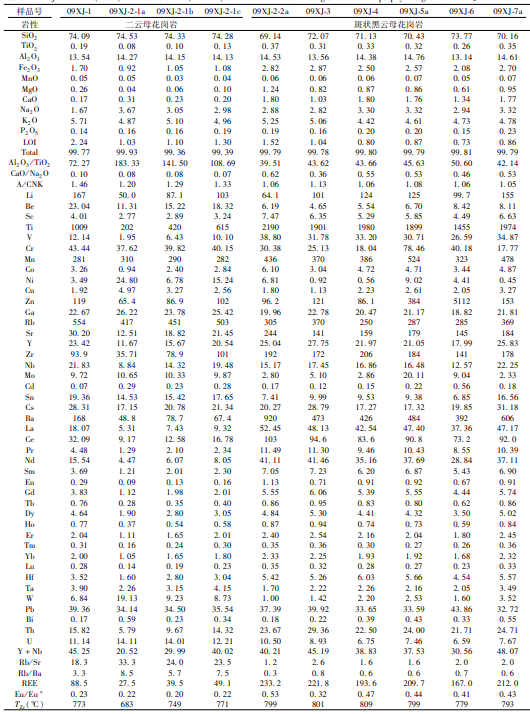 样品号 09XJ-1 09XJ-2-1a 09XJ-2-1b 09XJ-2-1c 09XJ-2-2a 09XJ-3 09XJ-4 09XJ-5a 09XJ-6 09XJ-7a
岩性 二云母花岗岩 斑状黑云母花岗岩
SiO2 74.09 74.53 74.33 74.28 69.14 72.07 71.13 70.43 73.77 70.16
TiO2 0.19 0.08 0.10 0.13 0.37 0.31 0.33 0.32 0.26 0.35
Al2O3 13.54 14.27 14.15 14.13 14.53 13.56 14.38 14.76 13.14 14.61
Fe2O3 1.70 0.92 1.05 1.08 2.82 2.87 2.50 2.57 2.08 2.70
MnO 0.05 0.05 0.03 0.04 0.06 0.06 0.06 0.07 0.05 0.07
MgO 0.26 0.04 0.06 0.10 1.24 0.82 0.87 0.86 0.61 0.95
CaO 0.17 0.31 0.23 0.20 1.80 1.03 1.80 1.76 1.34 1.77
Na2O 1.67 3.67 3.05 2.98 2.88 2.82 3.30 3.32 2.94 3.32
K2O 5.71 4.87 5.10 4.96 5.25 5.06 4.42 4.61 4.73 4.78
P2O5 0.14 0.16 0.16 0.19 0.19 0.16 0.20 0.20 0.15 0.23
LOI 2.24 1.03 1.10 1.30 1.52 1.04 0.80 0.87 0.73 0.86
Total 99.77 99.93 99.36 99.39 99.79 99.78 99.80 99.79 99.81 99.79
Al2O3/TiO2 72.27 183.33 141.50 108.69 39.51 43.62 43.66 45.63 50.60 42.14
CaO/Na2O 0.10 0.08 0.08 0.07 0.62 0.36 0.55 0.53 0.46 0.53
A/CNK 1.46 1.20 1.29 1.33 1.06 1.13 1.08 1.08 1.06 1.05
Li 167 50.0 87.1 103 64.1 101 124 125 99.7 155
Be 23.04 11.31 15.22 18.32 6.19 4.65 5.54 6.70 8.42 8.11
Sc 4.01 2.77 2.89 3.24 7.47 6.35 5.29 5.85 4.49 6.63
Ti 1009 202 420 615 2190 1901 1980 1899 1455 1974
V 12.14 1.95 6.43 10.10 38.80 31.78 33.20 30.71 26.59 34.87
Cr 43.44 37.62 39.82 40.15 30.38 25.13 18.04 78.46 40.18 17.77
Mn 281 310 290 282 436 370 386 524 323 478
Co 3.26 0.94 2.40 2.84 6.10 3.04 4.72 4.71 3.44 4.87
Ni 3.49 24.80 6.78 15.24 6.81 0.92 0.56 9.02 4.41 0.45
Cu 1.92 4.97 3.27 2.56 1.80 1.13 2.23 2.61 2.05 3.27
Zn 119 65.4 86.9 102 96.2 121 86.1 384 5112 153
Ga 22.67 26.22 23.78 25.42 19.96 22.78 20.47 21.17 18.82 21.81
Rb 554 417 451 503 305 370 250 287 285 369
Sr 30.20 12.51 18.82 21.45 244 141 159 179 145 184
Y 23.42 11.67 15.67 20.54 25.04 27.75 21.97 21.05 17.99 25.83
Zr 93.9 35.71 78.9 101 192 172 206 184 141 178
Nb 21.83 8.84 14.32 19.48 15.17 17.45 16.86 16.48 12.57 22.25
Mo 9.72 10.65 10.33 9.87 2.80 5.10 2.86 20.11 9.04 2.33
Cd 0.07 0.29 0.23 0.28 0.17 0.12 0.15 0.22 0.56 0.18
Sn 19.36 14.53 15.42 17.65 7.41 9.99 9.53 9.38 6.85 16.56
Cs 28.31 17.15 20.78 21.34 20.27 28.79 17.27 17.32 19.85 31.18
Ba 168 48.8 78.7 67.4 920 473 426 484 392 606
La 18.07 5.31 7.43 9.32 52.45 48.13 42.54 47.40 37.36 47.17
Ce 32.09 9.17 12.58 16.78 103 94.6 83.6 90.8 73.2 92.0
Pr 4.48 1.29 2.10 2.34 11.49 11.30 9.46 10.43 8.55 10.39
Nd 15.54 4.47 6.07 8.05 41.11 41.46 35.16 37.69 28.84 37.11
Sm 3.69 1.21 2.01 2.30 7.05 7.23 6.20 6.87 5.43 6.90
Eu 0.29 0.09 0.13 0.16 1.13 0.71 0.91 0.92 0.67 0.91
Gd 3.83 1.12 1.98 2.01 5.55 6.06 5.39 5.55 4.44 5.74
Tb 0.76 0.28 0.35 0.40 0.86 0.95 0.83 0.80 0.62 0.86
Dy 4.64 1.90 2.80 3.05 4.84 5.30 4.41 4.32 3.50 5.02
Ho 0.77 0.37 0.54 0.58 0.87 0.94 0.74 0.73 0.59 0.84
Er 2.04 1.11 1.65 2.01 2.40 2.54 2.16 2.04 1.80 2.45
Tm 0.31 0.16 0.24 0.30 0.35 0.36 0.30 0.27 0.26 0.36
Yb 2.00 1.05 1.65 1.80 2.33 2.25 1.93 1.92 1.68 2.32
Lu 0.28 0.14 0.19 0.23 0.35 0.32 0.28 0.27 0.23 0.33
Hf 3.52 1.60 2.80 3.04 5.42 5.26 6.03 5.66 4.54 5.57
Ta 3.90 2.26 3.15 4.15 1.70 2.22 2.26 2.16 2.05 3.49
W 6.84 19.13 9.23 8.73 1.00 1.42 2.20 2.53 1.60 3.52
Pb 39.36 34.14 34.50 35.54 37.39 39.92 33.65 33.59 43.86 32.72
Bi 0.17 0.59 0.23 0.34 0.18 0.22 0.39 0.43 0.33 0.55
Th 15.82 5.79 9.67 14.32 23.67 29.36 22.50 24.00 21.71 24.71
U 11.14 14.11 14.01 12.21 10.50 8.93 6.75 7.46 6.59 7.67
Y + Nb 45.25 20.52 29.99 40.02 40.21 45.19 38.83 37.53 30.56 48.07
Rb/Sr 18.3 33.3 24.0 23.5 1.2 2.6 1.6 1.6 2.0 2.0
Rb/Ba 3.3 8.5 5.7 7.5 0.3 0.8 0.6 0.6 0.7 0.6
REE 88.5 27.5 39.5 49.1 233.2 221.8 193.6 209.7 167.0 212.0
Eu/Eu* 0.23 0.22 0.20 0.22 0.53 0.32 0.47 0.44 0.41 0.43
TZr(℃) 773 683 749 771 799 801 809 799 779 793